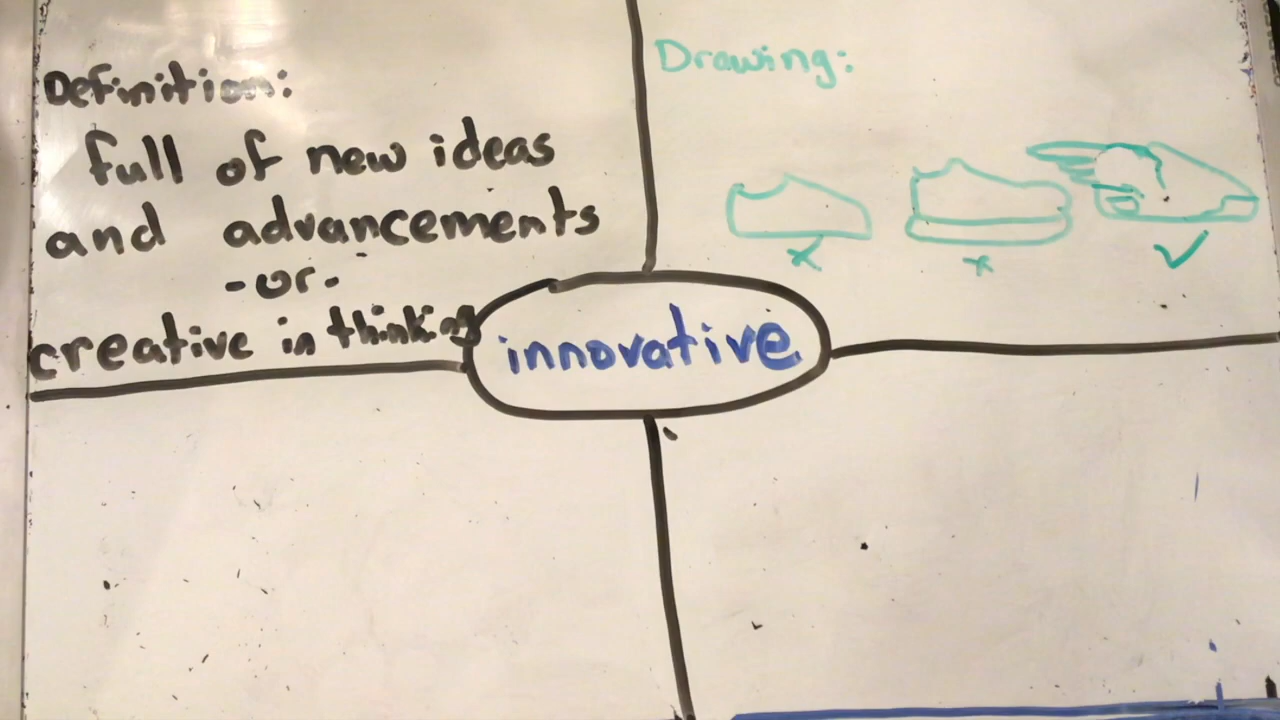 Definition:
full of new ideas
and advancements
-or-
creative in thinking
Drawing:
innovative